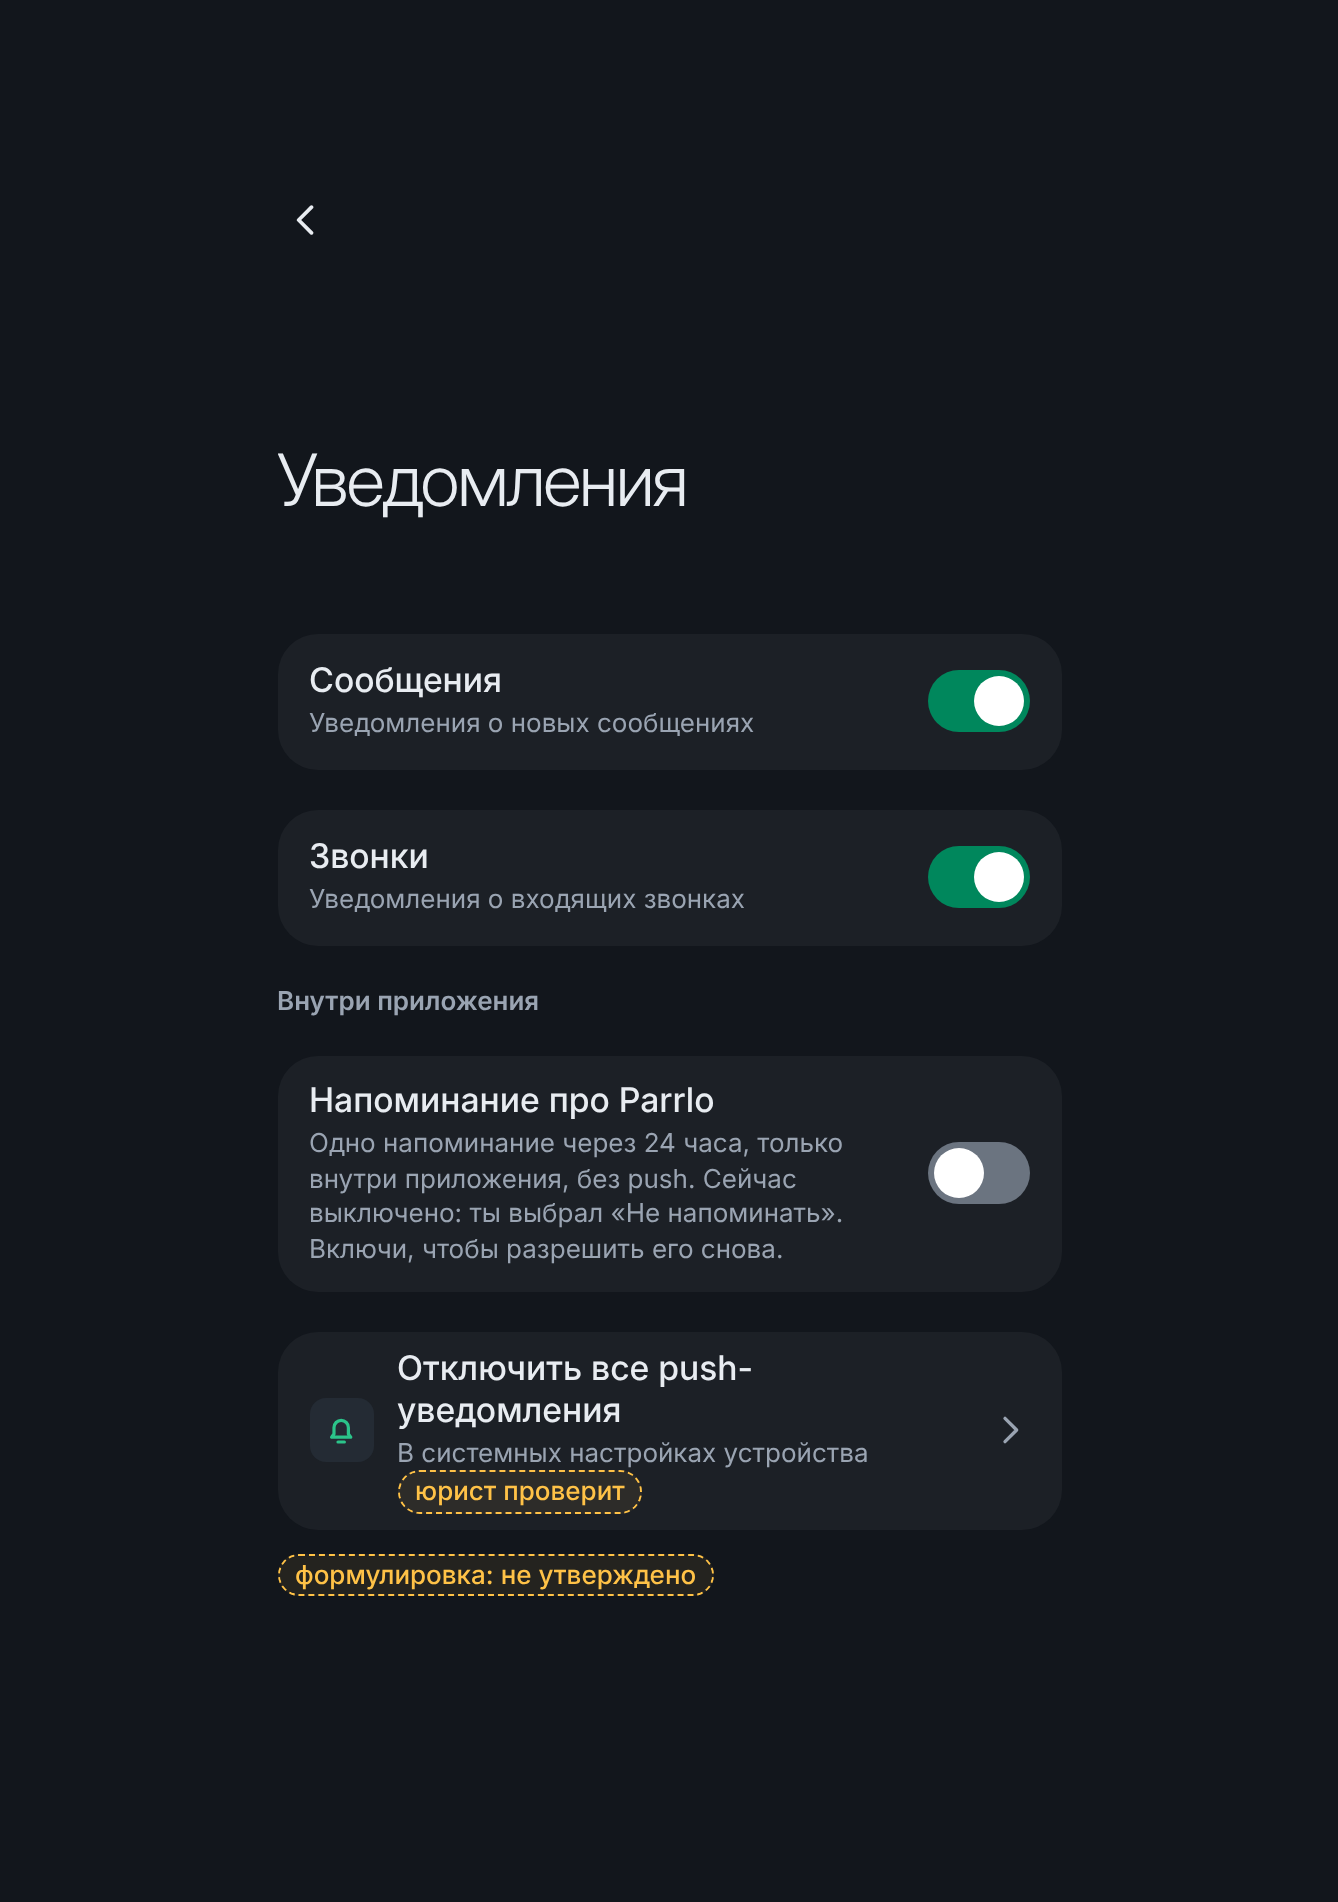 Уведомления
Сообщения
Уведомления о новых сообщениях
Звонки
Уведомления о входящих звонках
Внутри приложения
Напоминание про Parrlo
Одно напоминание через 24 часа, только
внутри приложения, без push. Сейчас
выключено: ты выбрал «Не напоминать».
Включи, чтобы разрешить его снова.
Отключить все push-
уведомления
В системных настройках устройства
юрист проверит
формулировка: не утверждено